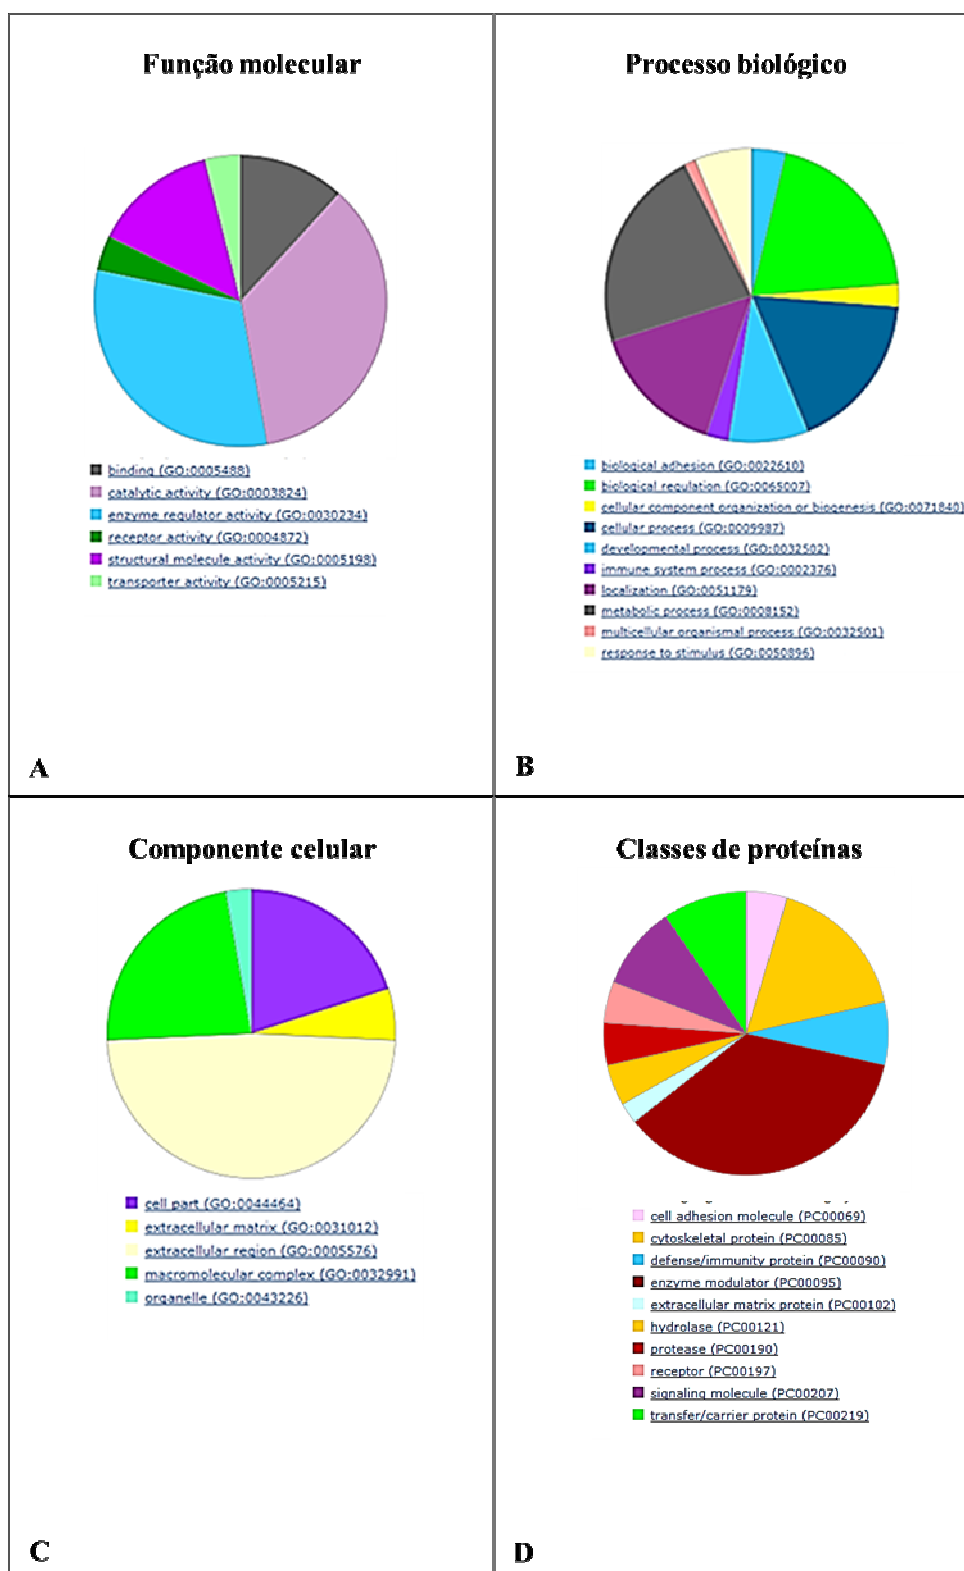 Função molecular
binding (GO:0005488)
catalytic activity (GO:0003824)
enzyme regulator activity (GO:0030234)
receptor activity (GO:0004872)
structural molecule activity (GO:0005198)
transporter activity (GO:0005215)
A
Processo biológico
biological adhesion (GO:0022610)
biological regulation (GO:0065007)
cellular component organization or biogenesis (GO:0071840)
cellular process (GO:0009987)
developmental process (GO:0032502)
immune system process (GO:0002376)
localization (GO:0051179)
metabolic process (GO:0008152)
multicellular organismal process (GO:0032501)
response to stimulus (GO:0050896)
B
Componente celular
cell part (GO:0044464)
extracellular matrix (GO:0031012)
extracellular region (GO:0005576)
macromolecular complex (GO:0032991)
organelle (GO:0043226)
C
Classes de proteínas
cell adhesion molecule (PC00069)
cytoskeletal protein (PC00085)
defense/immunity protein (PC00090)
enzyme modulator (PC00095)
extracellular matrix protein (PC00102)
hydrolase (PC00121)
protease (PC00190)
receptor (PC00197)
signaling molecule (PC00207)
transfer/carrier protein (PC00219)
D